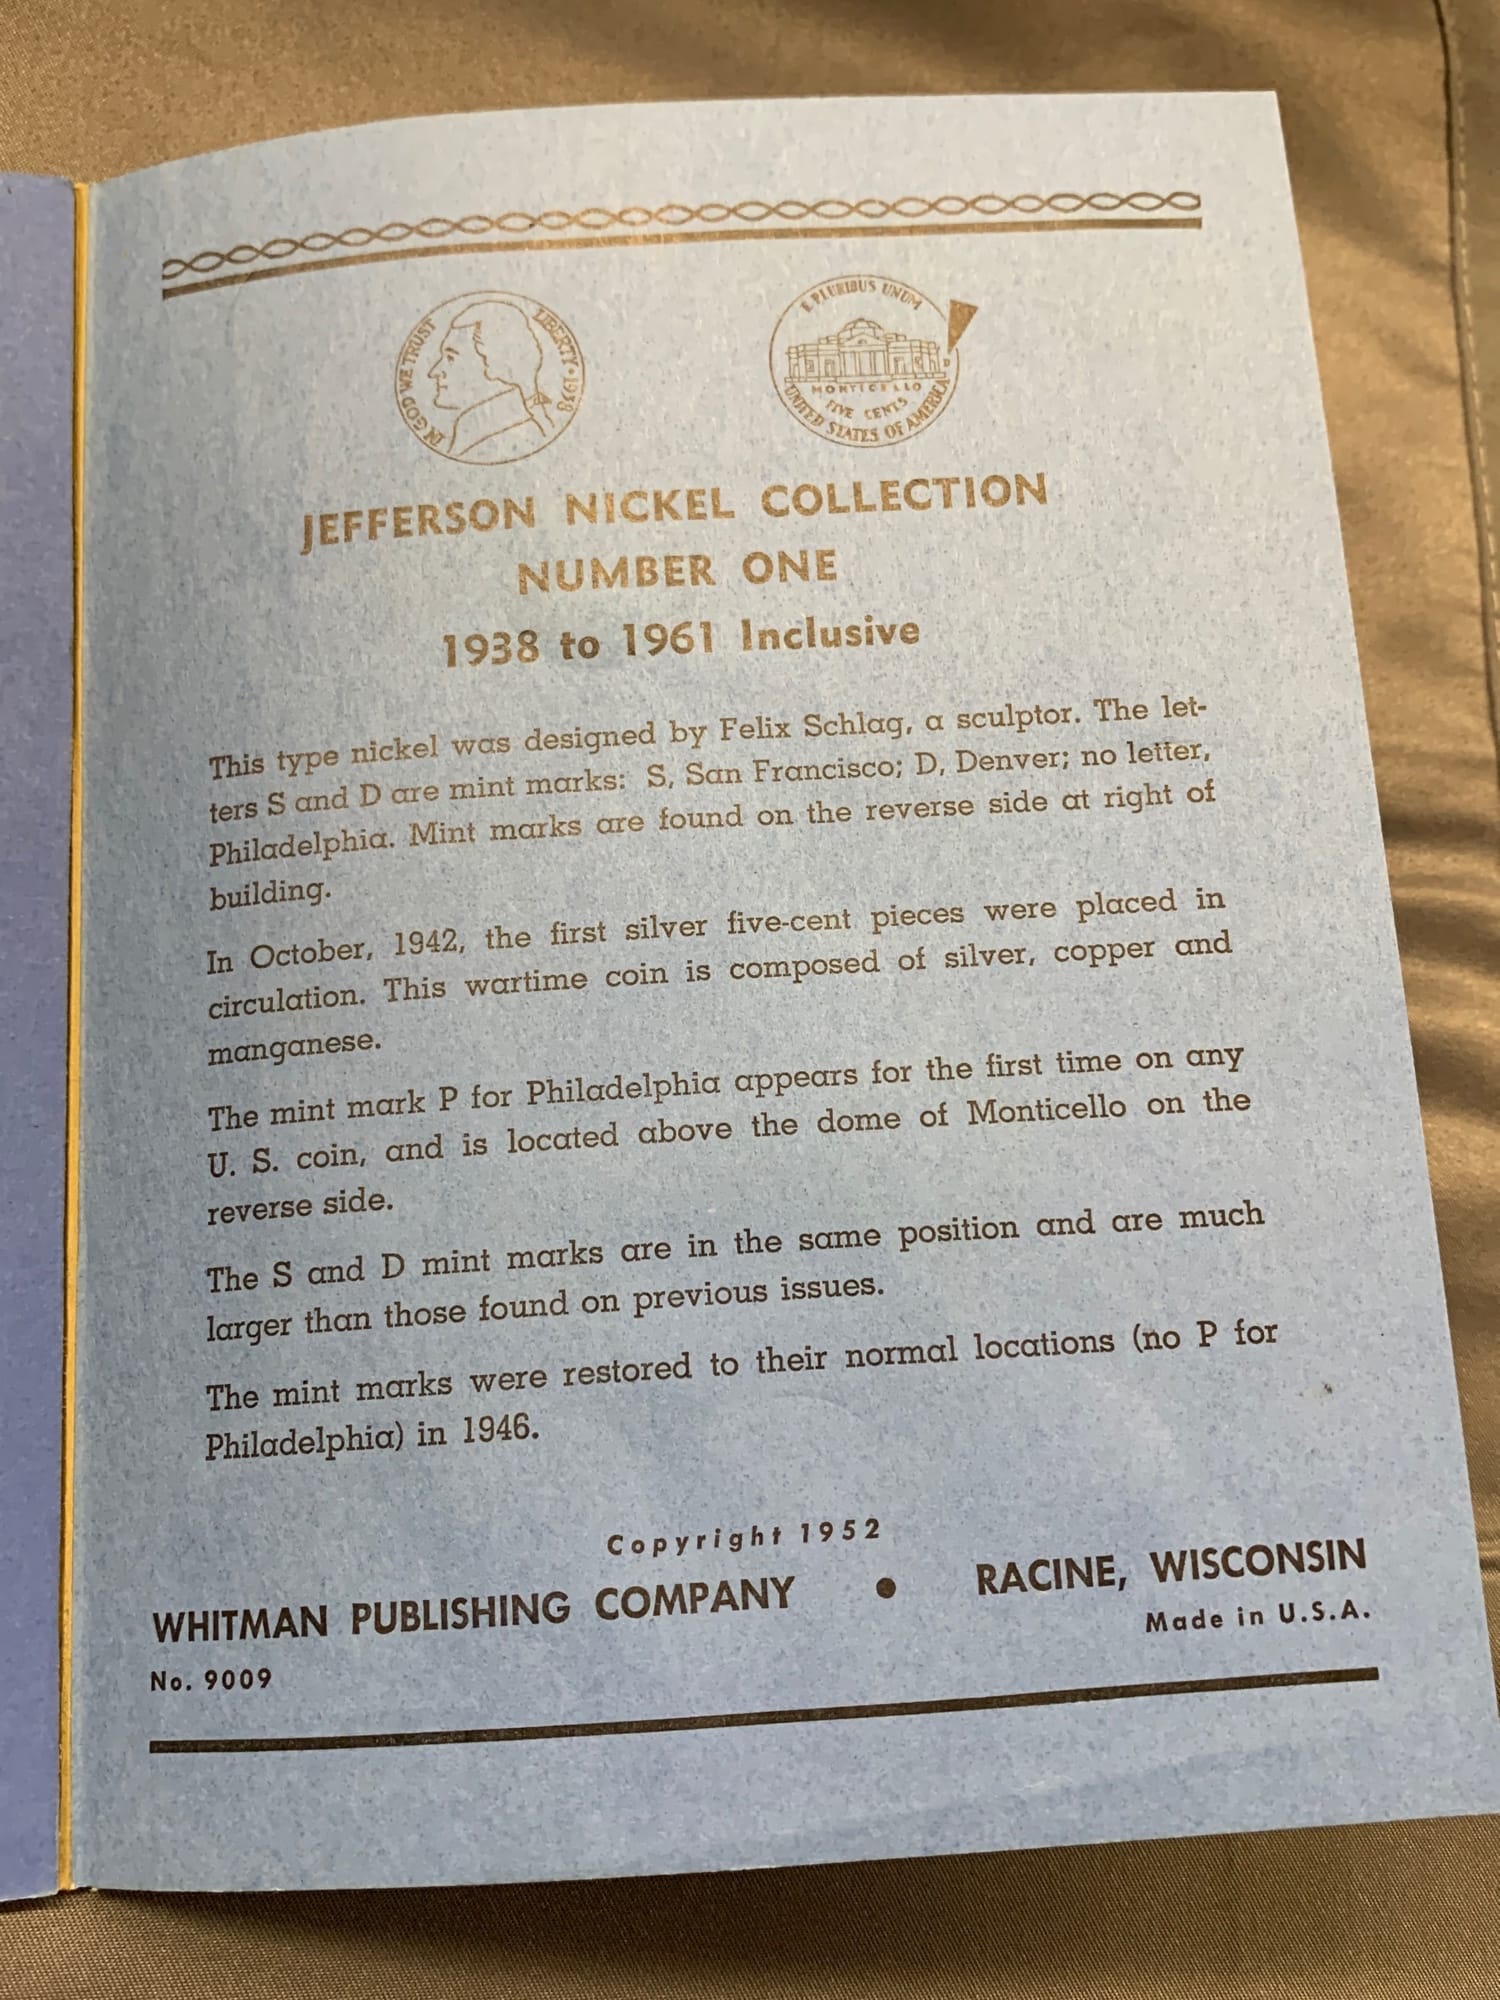 IN GOD WE TRUST LIBERTY • 1938
E PLURIBUS UNUM
D
MONTICELLO
FIVE CENTS
UNITED STATES OF AMERICA
JEFFERSON NICKEL COLLECTION
NUMBER ONE
1938 to 1961 Inclusive
This type nickel was designed by Felix Schlag, a sculptor. The let-
ters S and D are mint marks: S, San Francisco; D, Denver; no letter,
Philadelphia. Mint marks are found on the reverse side at right of
building.
In October, 1942, the first silver five-cent pieces were placed in
circulation. This wartime coin is composed of silver, copper and
manganese.
The mint mark P for Philadelphia appears for the first time on any
U. S. coin, and is located above the dome of Monticello on the
reverse side.
The S and D mint marks are in the same position and are much
larger than those found on previous issues.
The mint marks were restored to their normal locations (no P for
Philadelphia) in 1946.
Copyright 1952
WHITMAN PUBLISHING COMPANY • RACINE, WISCONSIN
No. 9009 Made in U.S.A.